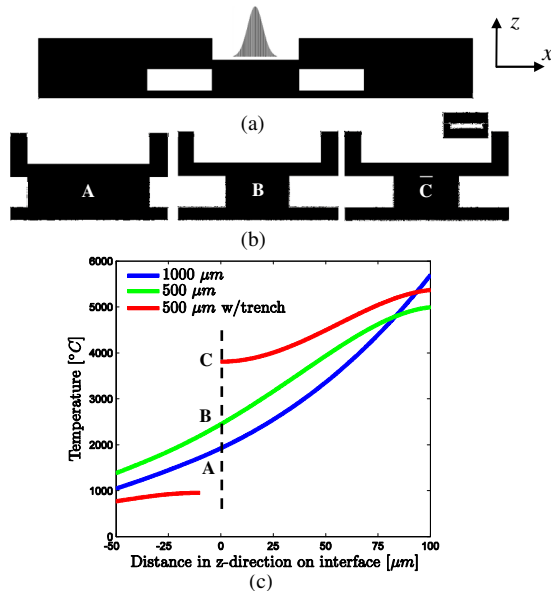 z
x
(a)
A
B
C
(b)
6000
5000
4000
3000
2000
1000
0
Temperature [°C]
1000 μm
500 μm
500 μm w/trench
C
B
A
-50
-25
0
25
50
75
100
Distance in z-direction on interface [μm]
(c)